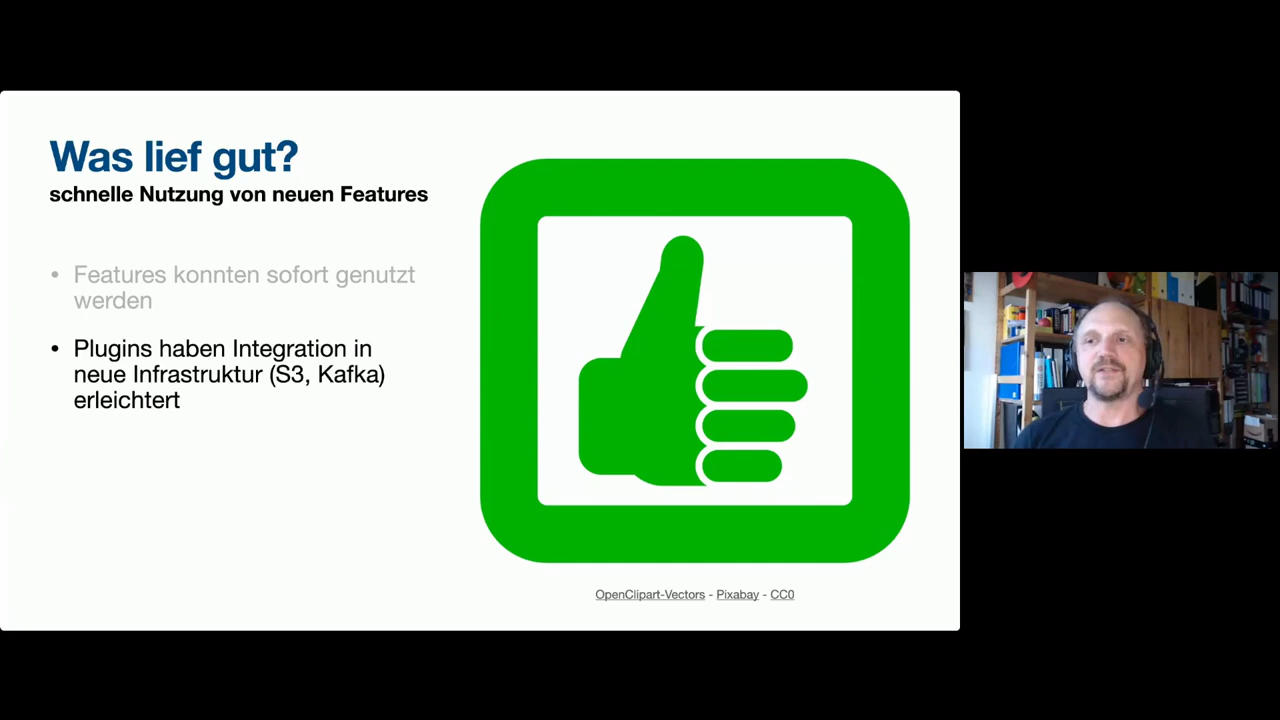 Was lief gut?
schnelle Nutzung von neuen Features
• Features konnten sofort genutzt
werden
• Plugins haben Integration in
neue Infrastruktur (S3, Kafka)
erleichtert
OpenClipart-Vectors - Pixabay - CC0